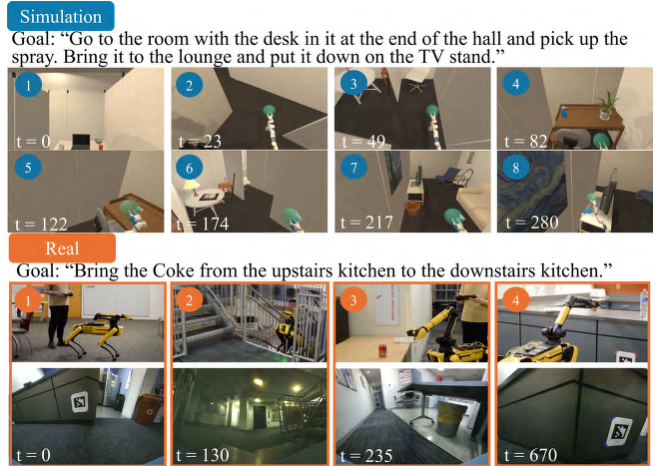 Simulation
Goal: “Go to the room with the desk in it at the end of the hall and pick up the
spray. Bring it to the lounge and put it down on the TV stand.”
1 2 3 4
t = 0 t = 23 t = 49 t = 82
5 6 7 8
t = 122 t = 174 t = 217 t = 280
Real
Goal: “Bring the Coke from the upstairs kitchen to the downstairs kitchen.”
1 2 3 4
t = 0 t = 130 t = 235 t = 670